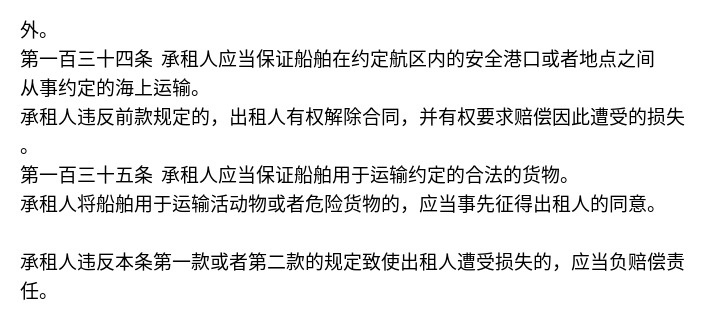 外。
第一百三十四条 承租人应当保证船舶在约定航区内的安全港口或者地点之间
从事约定的海上运输。
承租人违反前款规定的，出租人有权解除合同，并有权要求赔偿因此遭受的损失
。
第一百三十五条 承租人应当保证船舶用于运输约定的合法的货物。
承租人将船舶用于运输活动物或者危险货物的，应当事先征得出租人的同意。
承租人违反本条第一款或者第二款的规定致使出租人遭受损失的，应当负赔偿责
任。